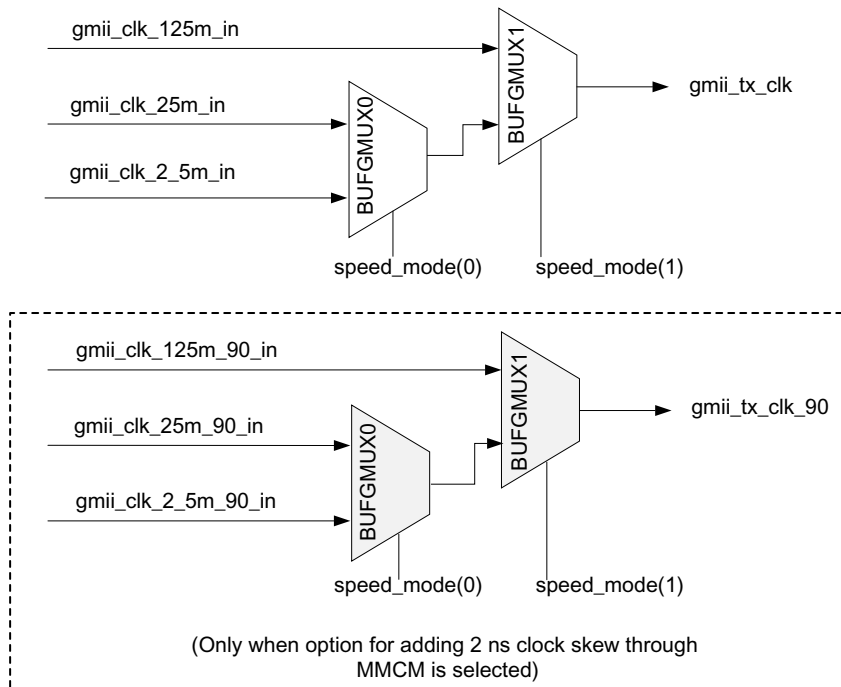 gmii_clk_125m_in
BUFGMUX1
gmii_tx_clk
gmii_clk_25m_in
BUFGMUX0
gmii_clk_2_5m_in
speed_mode(0)
speed_mode(1)
gmii_clk_125m_90_in
BUFGMUX1
gmii_tx_clk_90
gmii_clk_25m_90_in
BUFGMUX0
gmii_clk_2_5m_90_in
speed_mode(0)
speed_mode(1)
(Only when option for adding 2 ns clock skew through
MMCM is selected)